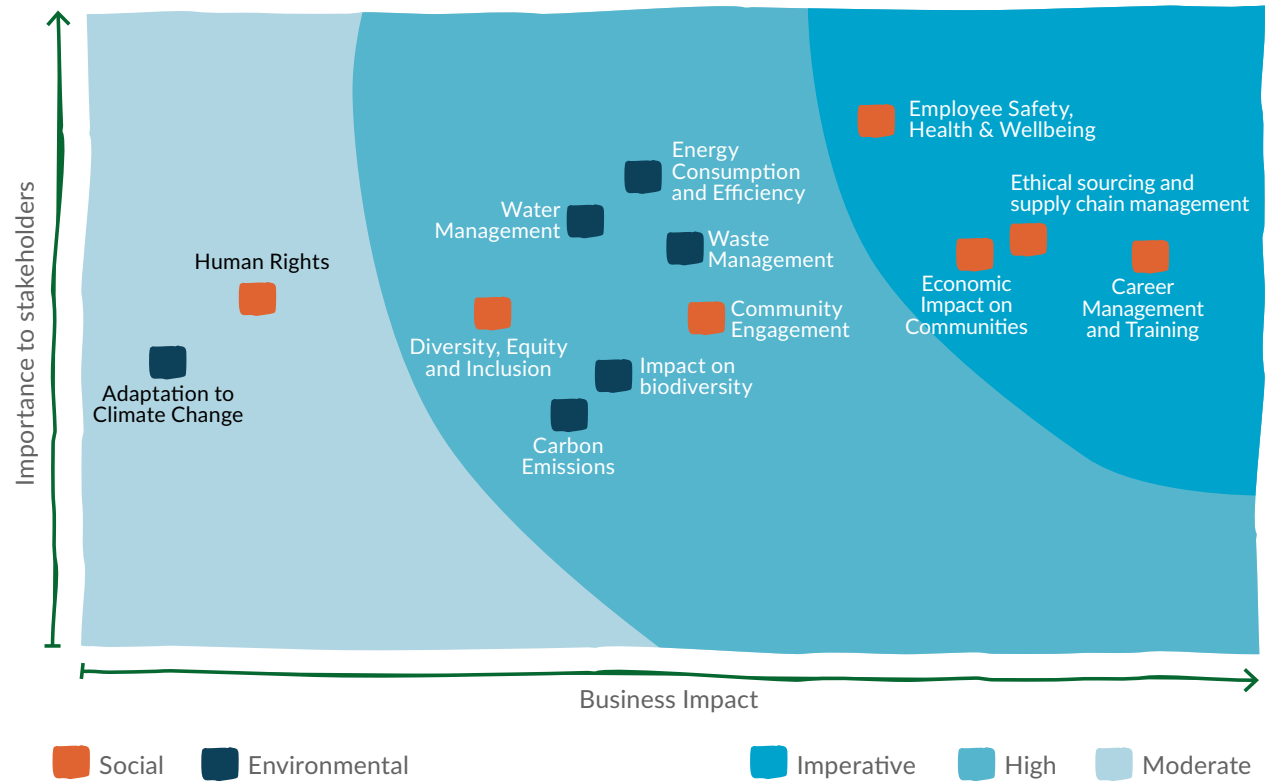 Importance to stakeholders
Employee Safety,
Health & Wellbeing
Energy
Consumption
and Efficiency
Ethical sourcing and
supply chain management
Water
Management
Waste
Management
Human Rights
Economic
Impact on
Communities
Career
Management
and Training
Community
Engagement
Diversity, Equity
and Inclusion
Impact on
biodiversity
Adaptation to
Climate Change
Carbon
Emissions
Business Impact
Social
Environmental
Imperative
High
Moderate